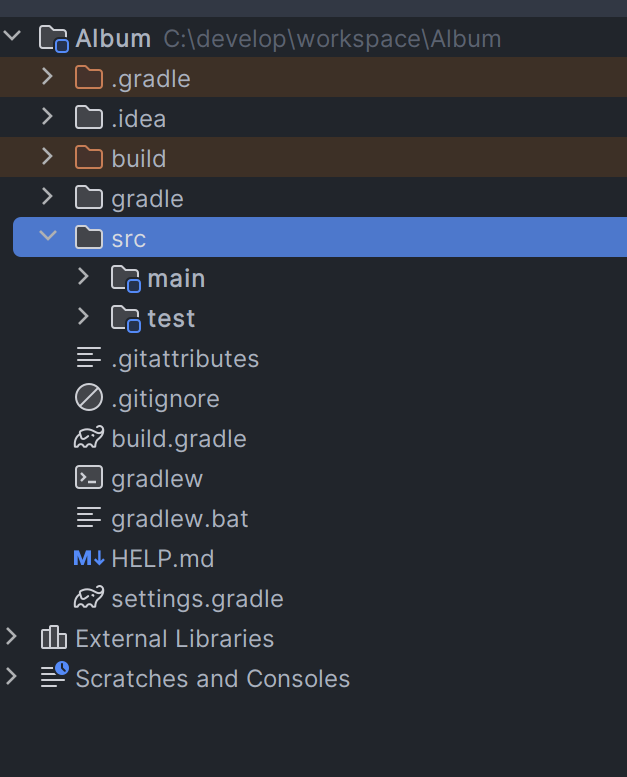 Album C:\develop\workspace\Album
.gradle
.idea
build
gradle
src
main
test
.gitattributes
.gitignore
build.gradle
gradlew
gradlew.bat
M↓ HELP.md
settings.gradle
External Libraries
Scratches and Consoles